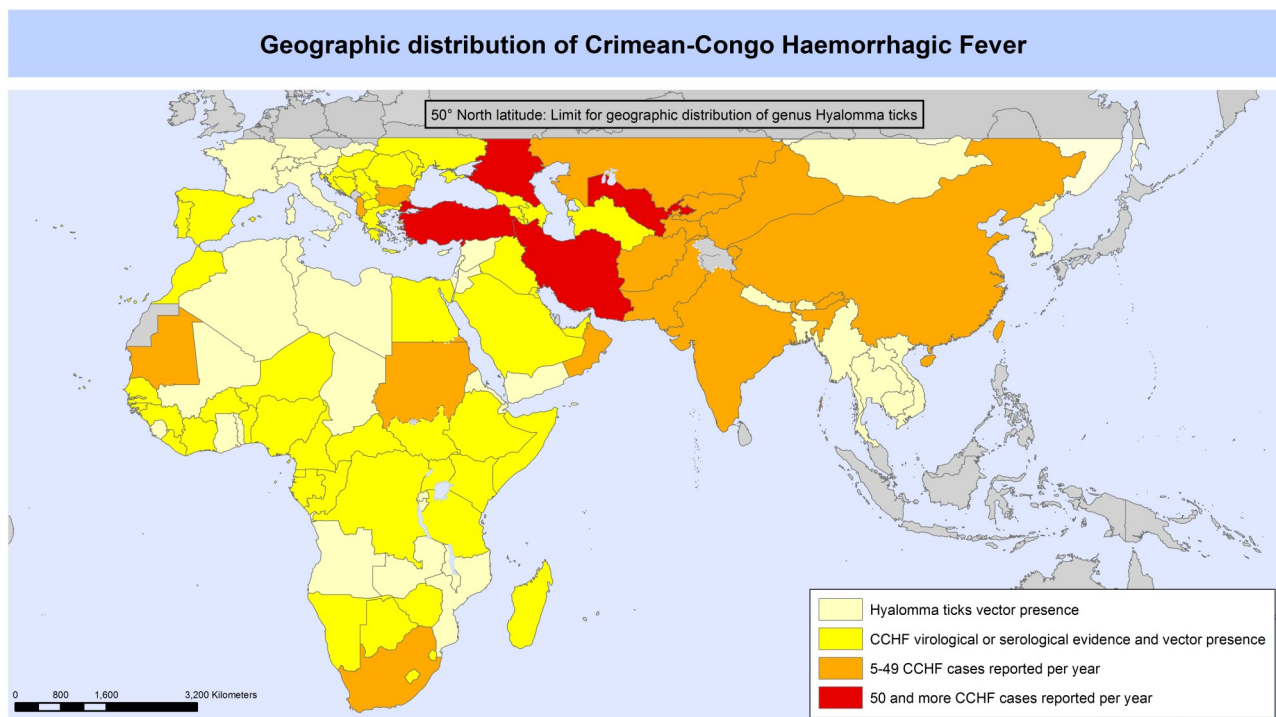 Geographic distribution of Crimean-Congo Haemorrhagic Fever
50° North latitude: Limit for geographic distribution of genus Hyalomma ticks
Hyalomma ticks vector presence
CCHF virological or serological evidence and vector presence
5-49 CCHF cases reported per year
50 and more CCHF cases reported per year
0 800 1,600 3,200 Kilometers